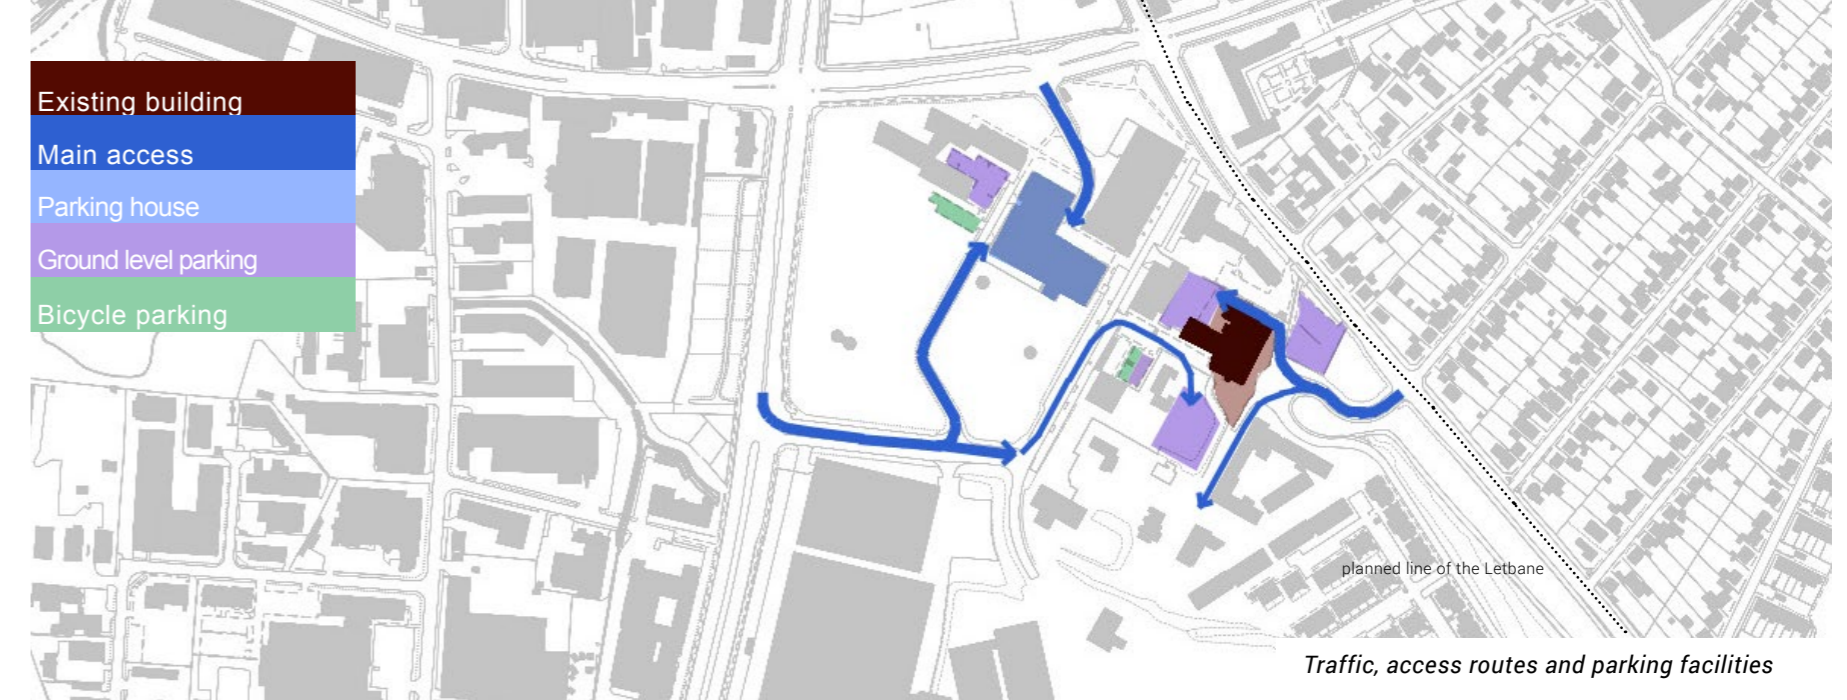 Existing building
Main access
Parking house
Ground level parking
Bicycle parking
planned line of the Letbane
Traffic, access routes and parking facilities